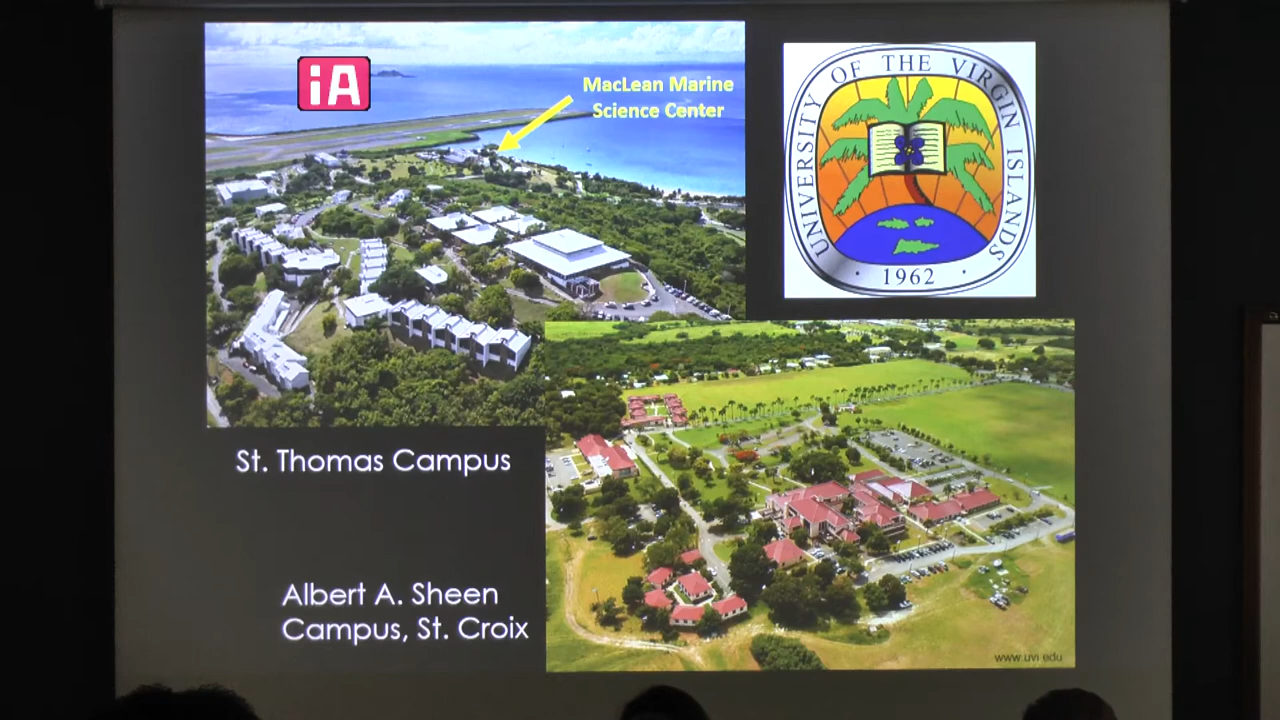 iA
MacLean Marine
Science Center
UNIVERSITY OF THE VIRGIN ISLANDS
· 1962 ·
St. Thomas Campus
Albert A. Sheen
Campus, St. Croix
www.uvi.edu